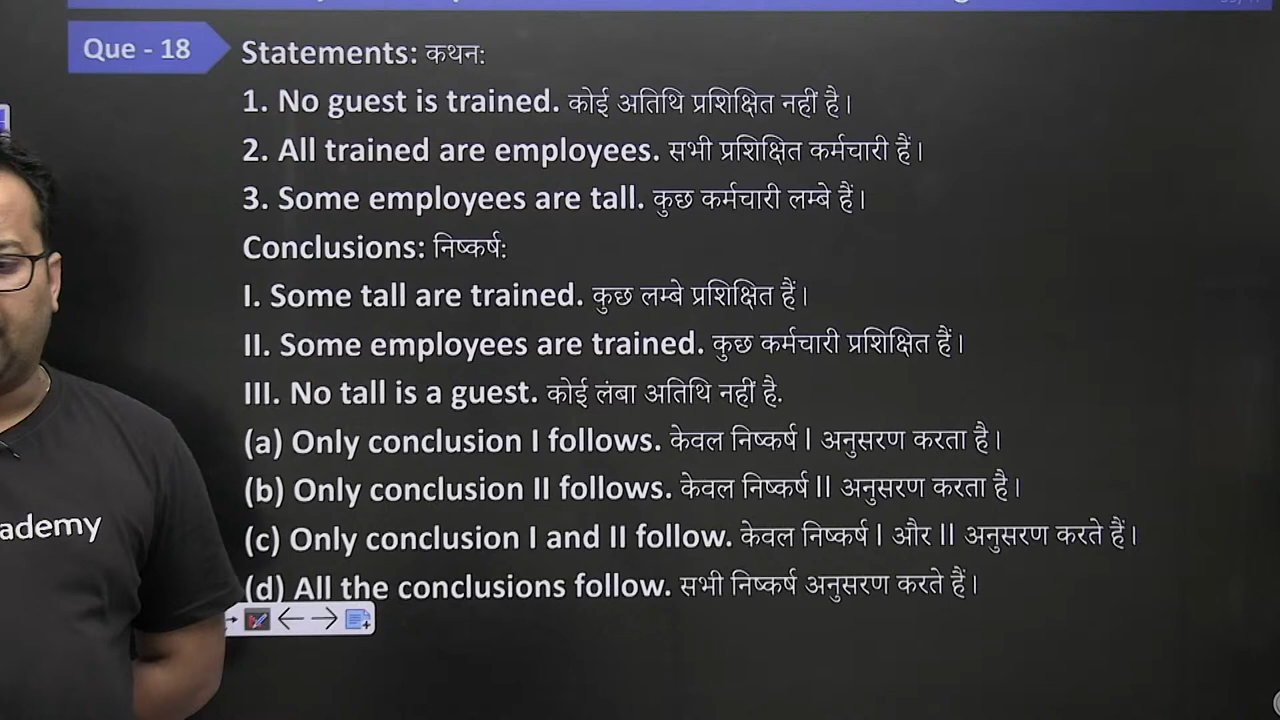 Que - 18
Statements: कथन:
1. No guest is trained. कोई अतिथि प्रशिक्षित नहीं है।
2. All trained are employees. सभी प्रशिक्षित कर्मचारी हैं।
3. Some employees are tall. कुछ कर्मचारी लम्बे हैं।
Conclusions: निष्कर्ष:
I. Some tall are trained. कुछ लम्बे प्रशिक्षित हैं।
II. Some employees are trained. कुछ कर्मचारी प्रशिक्षित हैं।
III. No tall is a guest. कोई लंबा अतिथि नहीं है.
(a) Only conclusion I follows. केवल निष्कर्ष I अनुसरण करता है।
(b) Only conclusion II follows. केवल निष्कर्ष II अनुसरण करता है।
(c) Only conclusion I and II follow. केवल निष्कर्ष I और II अनुसरण करते हैं।
(d) All the conclusions follow. सभी निष्कर्ष अनुसरण करते हैं।
ademy